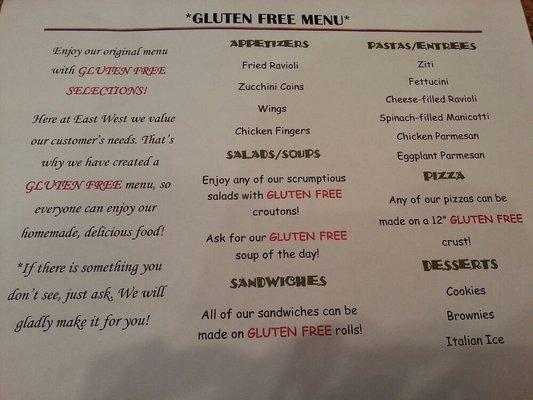 *GLUTEN FREE MENU*
Enjoy our original menu
with GLUTEN FREE
SELECTIONS!
Here at East West we value
our customer's needs. That's
why we have created a
GLUTEN FREE menu, so
everyone can enjoy our
homemade, delicious food!
*If there is something you
don't see, just ask. We will
gladly make it for you!
APPETIZERS
Fried Ravioli
Zucchini Coins
Wings
Chicken Fingers
SALADS/SOUPS
Enjoy any of our scrumptious
salads with GLUTEN FREE
croutons!
Ask for our GLUTEN FREE
soup of the day!
SANDWICHES
All of our sandwiches can be
made on GLUTEN FREE rolls!
PASTAS/ENTREES
Ziti
Fettucini
Cheese-filled Ravioli
Spinach-filled Manicotti
Chicken Parmesan
Eggplant Parmesan
PIZZA
Any of our pizzas can be
made on a 12" GLUTEN FREE
crust!
DESSERTS
Cookies
Brownies
Italian Ice